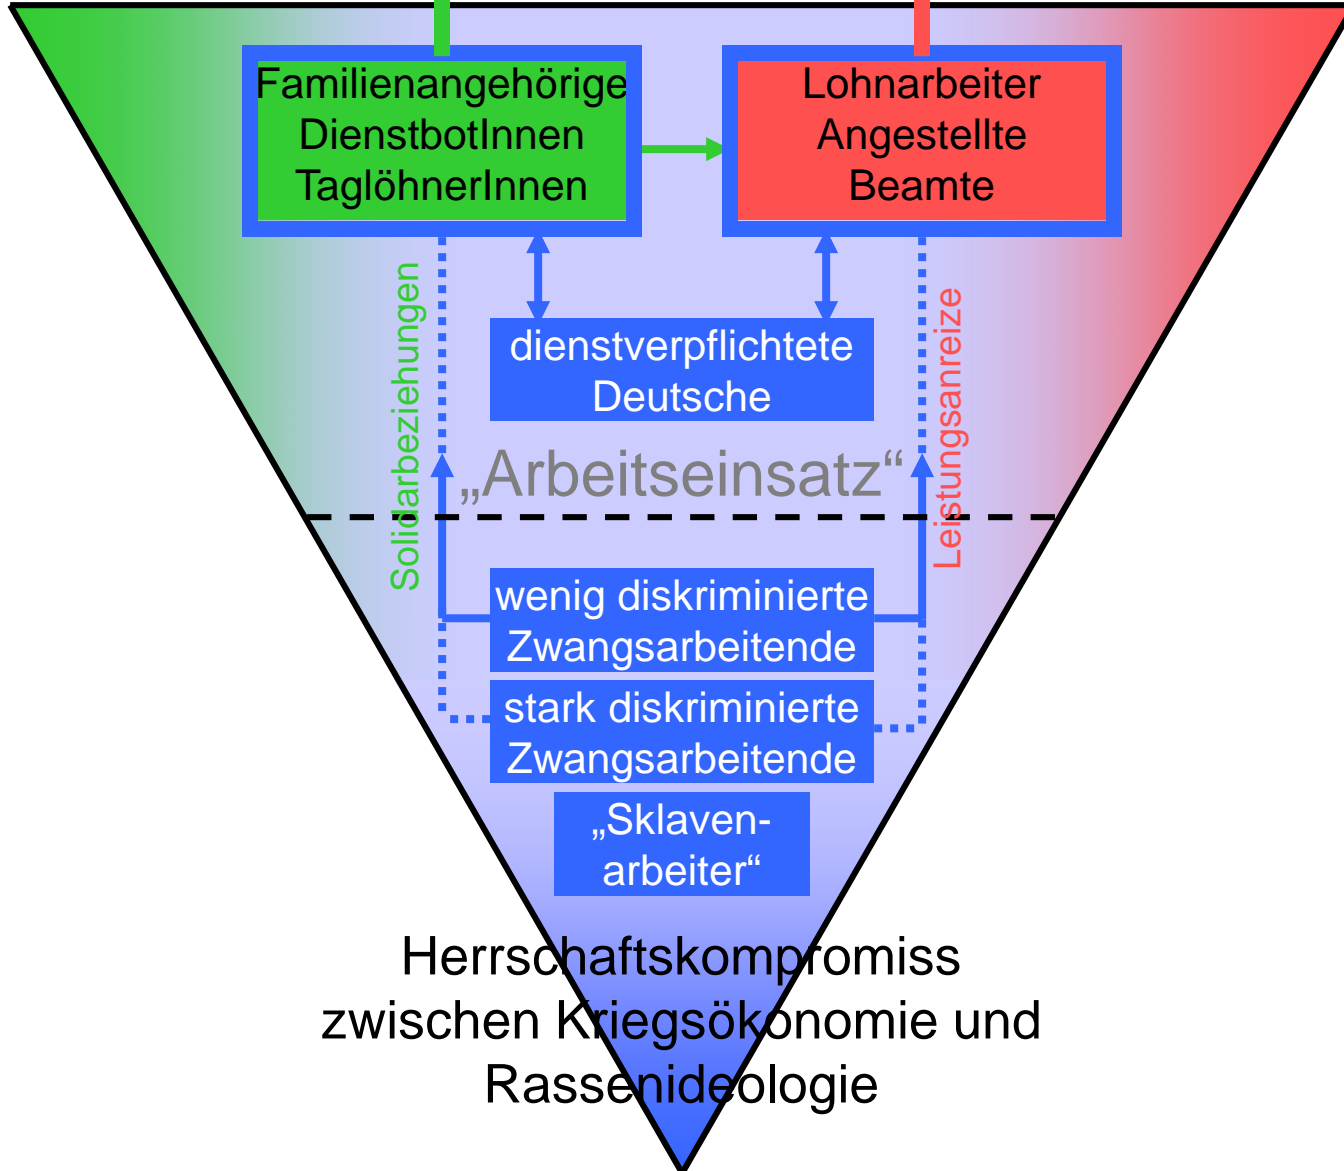 Familienangehörige
DienstbotInnen
TaglöhnerInnen
Lohnarbeiter
Angestellte
Beamte
Solidarbeziehungen
dienstverpflichtete
Deutsche
Leistungsanreize
„Arbeitseinsatz“
wenig diskriminierte
Zwangsarbeitende
stark diskriminierte
Zwangsarbeitende
„Sklaven-
arbeiter“
Herrschaftskompromiss
zwischen Kriegsökonomie und
Rassenideologie